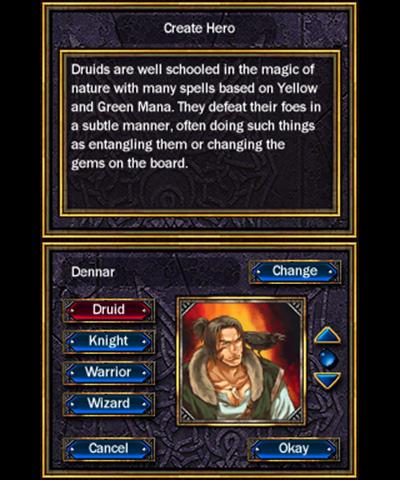 Create Hero
Druids are well schooled in the magic of
nature with many spells based on Yellow
and Green Mana. They defeat their foes in
a subtle manner, often doing such things
as entangling them or changing the
gems on the board.
Dennar
Change
Druid
Knight
Warrior
Wizard
Cancel
Okay